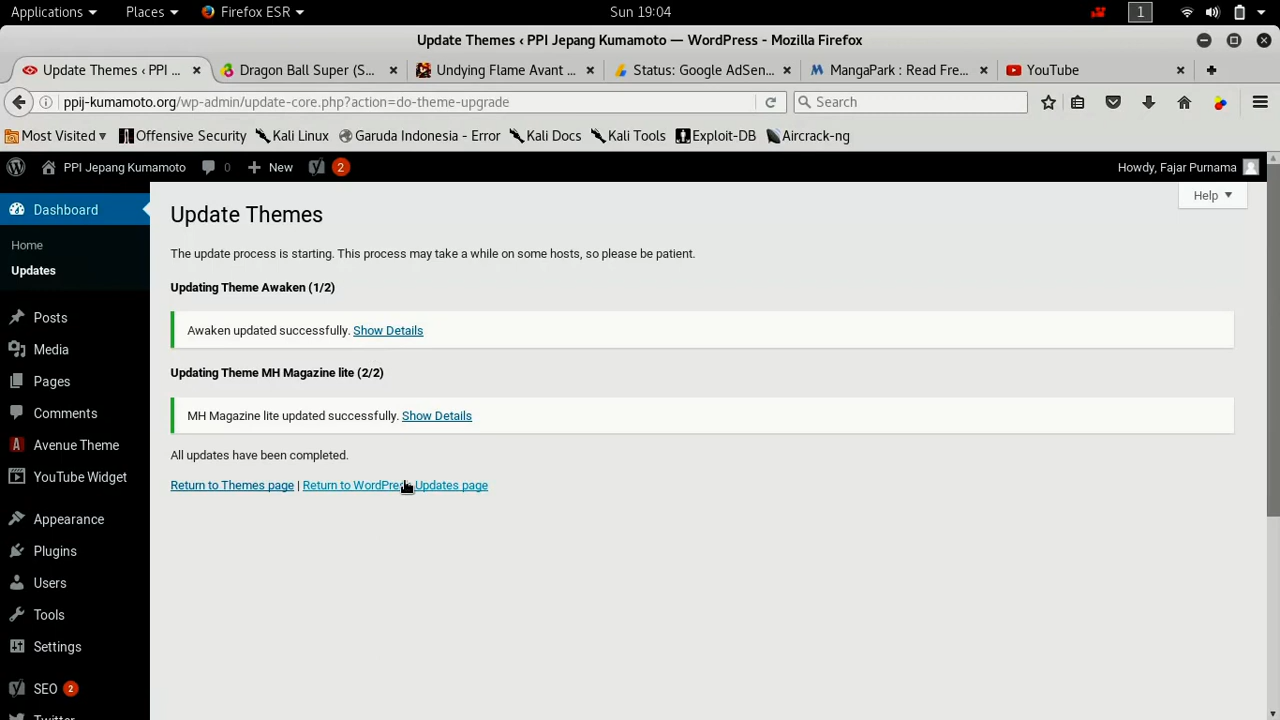 Applications ▾ Places ▾ Firefox ESR ▾ Sun 19:04 1
Update Themes ‹ PPI Jepang Kumamoto — WordPress - Mozilla Firefox
Update Themes ‹ PPI ... × Dragon Ball Super (S... × Undying Flame Avant ... × Status: Google AdSen... × MangaPark : Read Fre... × YouTube ×
ppij-kumamoto.org/wp-admin/update-core.php?action=do-theme-upgrade Search
Most Visited ▾ Offensive Security Kali Linux Garuda Indonesia - Error Kali Docs Kali Tools Exploit-DB Aircrack-ng
PPI Jepang Kumamoto 0 New 2 Howdy, Fajar Purnama
Help ▼
Dashboard
Home
Updates
Posts
Media
Pages
Comments
Avenue Theme
YouTube Widget
Appearance
Plugins
Users
Tools
Settings
SEO 2
Twitter
Update Themes
The update process is starting. This process may take a while on some hosts, so please be patient.
Updating Theme Awaken (1/2)
Awaken updated successfully. Show Details
Updating Theme MH Magazine lite (2/2)
MH Magazine lite updated successfully. Show Details
All updates have been completed.
Return to Themes page | Return to WordPress Updates page